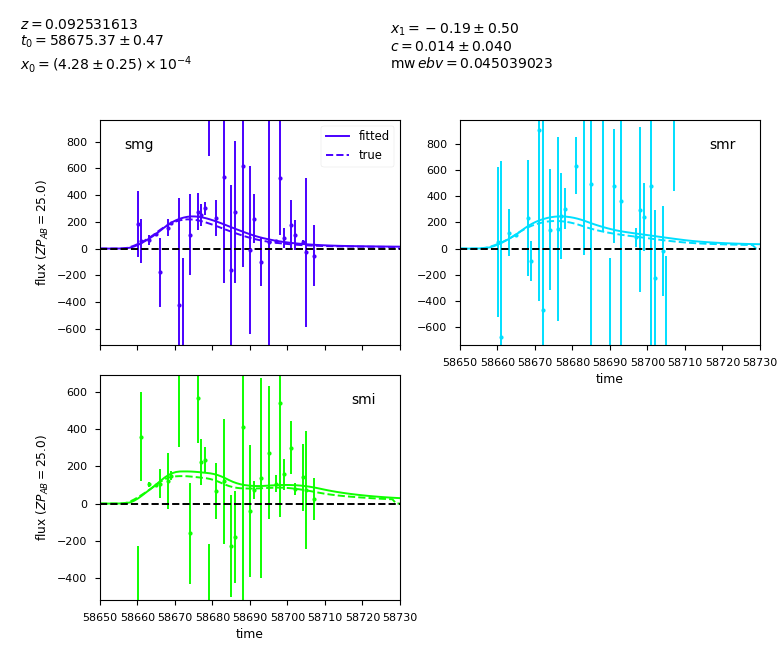 z = 0.092531613
t₀ = 58675.37 ± 0.47
x₀ = (4.28 ± 0.25) × 10⁻⁴
x₁ = −0.19 ± 0.50
c = 0.014 ± 0.040
mw ebv = 0.045039023
smg
fitted
true
800
600
400
200
0
−200
−400
−600
flux (ZP_AB = 25.0)
smr
800
600
400
200
0
−200
−400
−600
58650 58660 58670 58680 58690 58700 58710 58720 58730
time
smi
600
400
200
0
−200
−400
flux (ZP_AB = 25.0)
58650 58660 58670 58680 58690 58700 58710 58720 58730
time